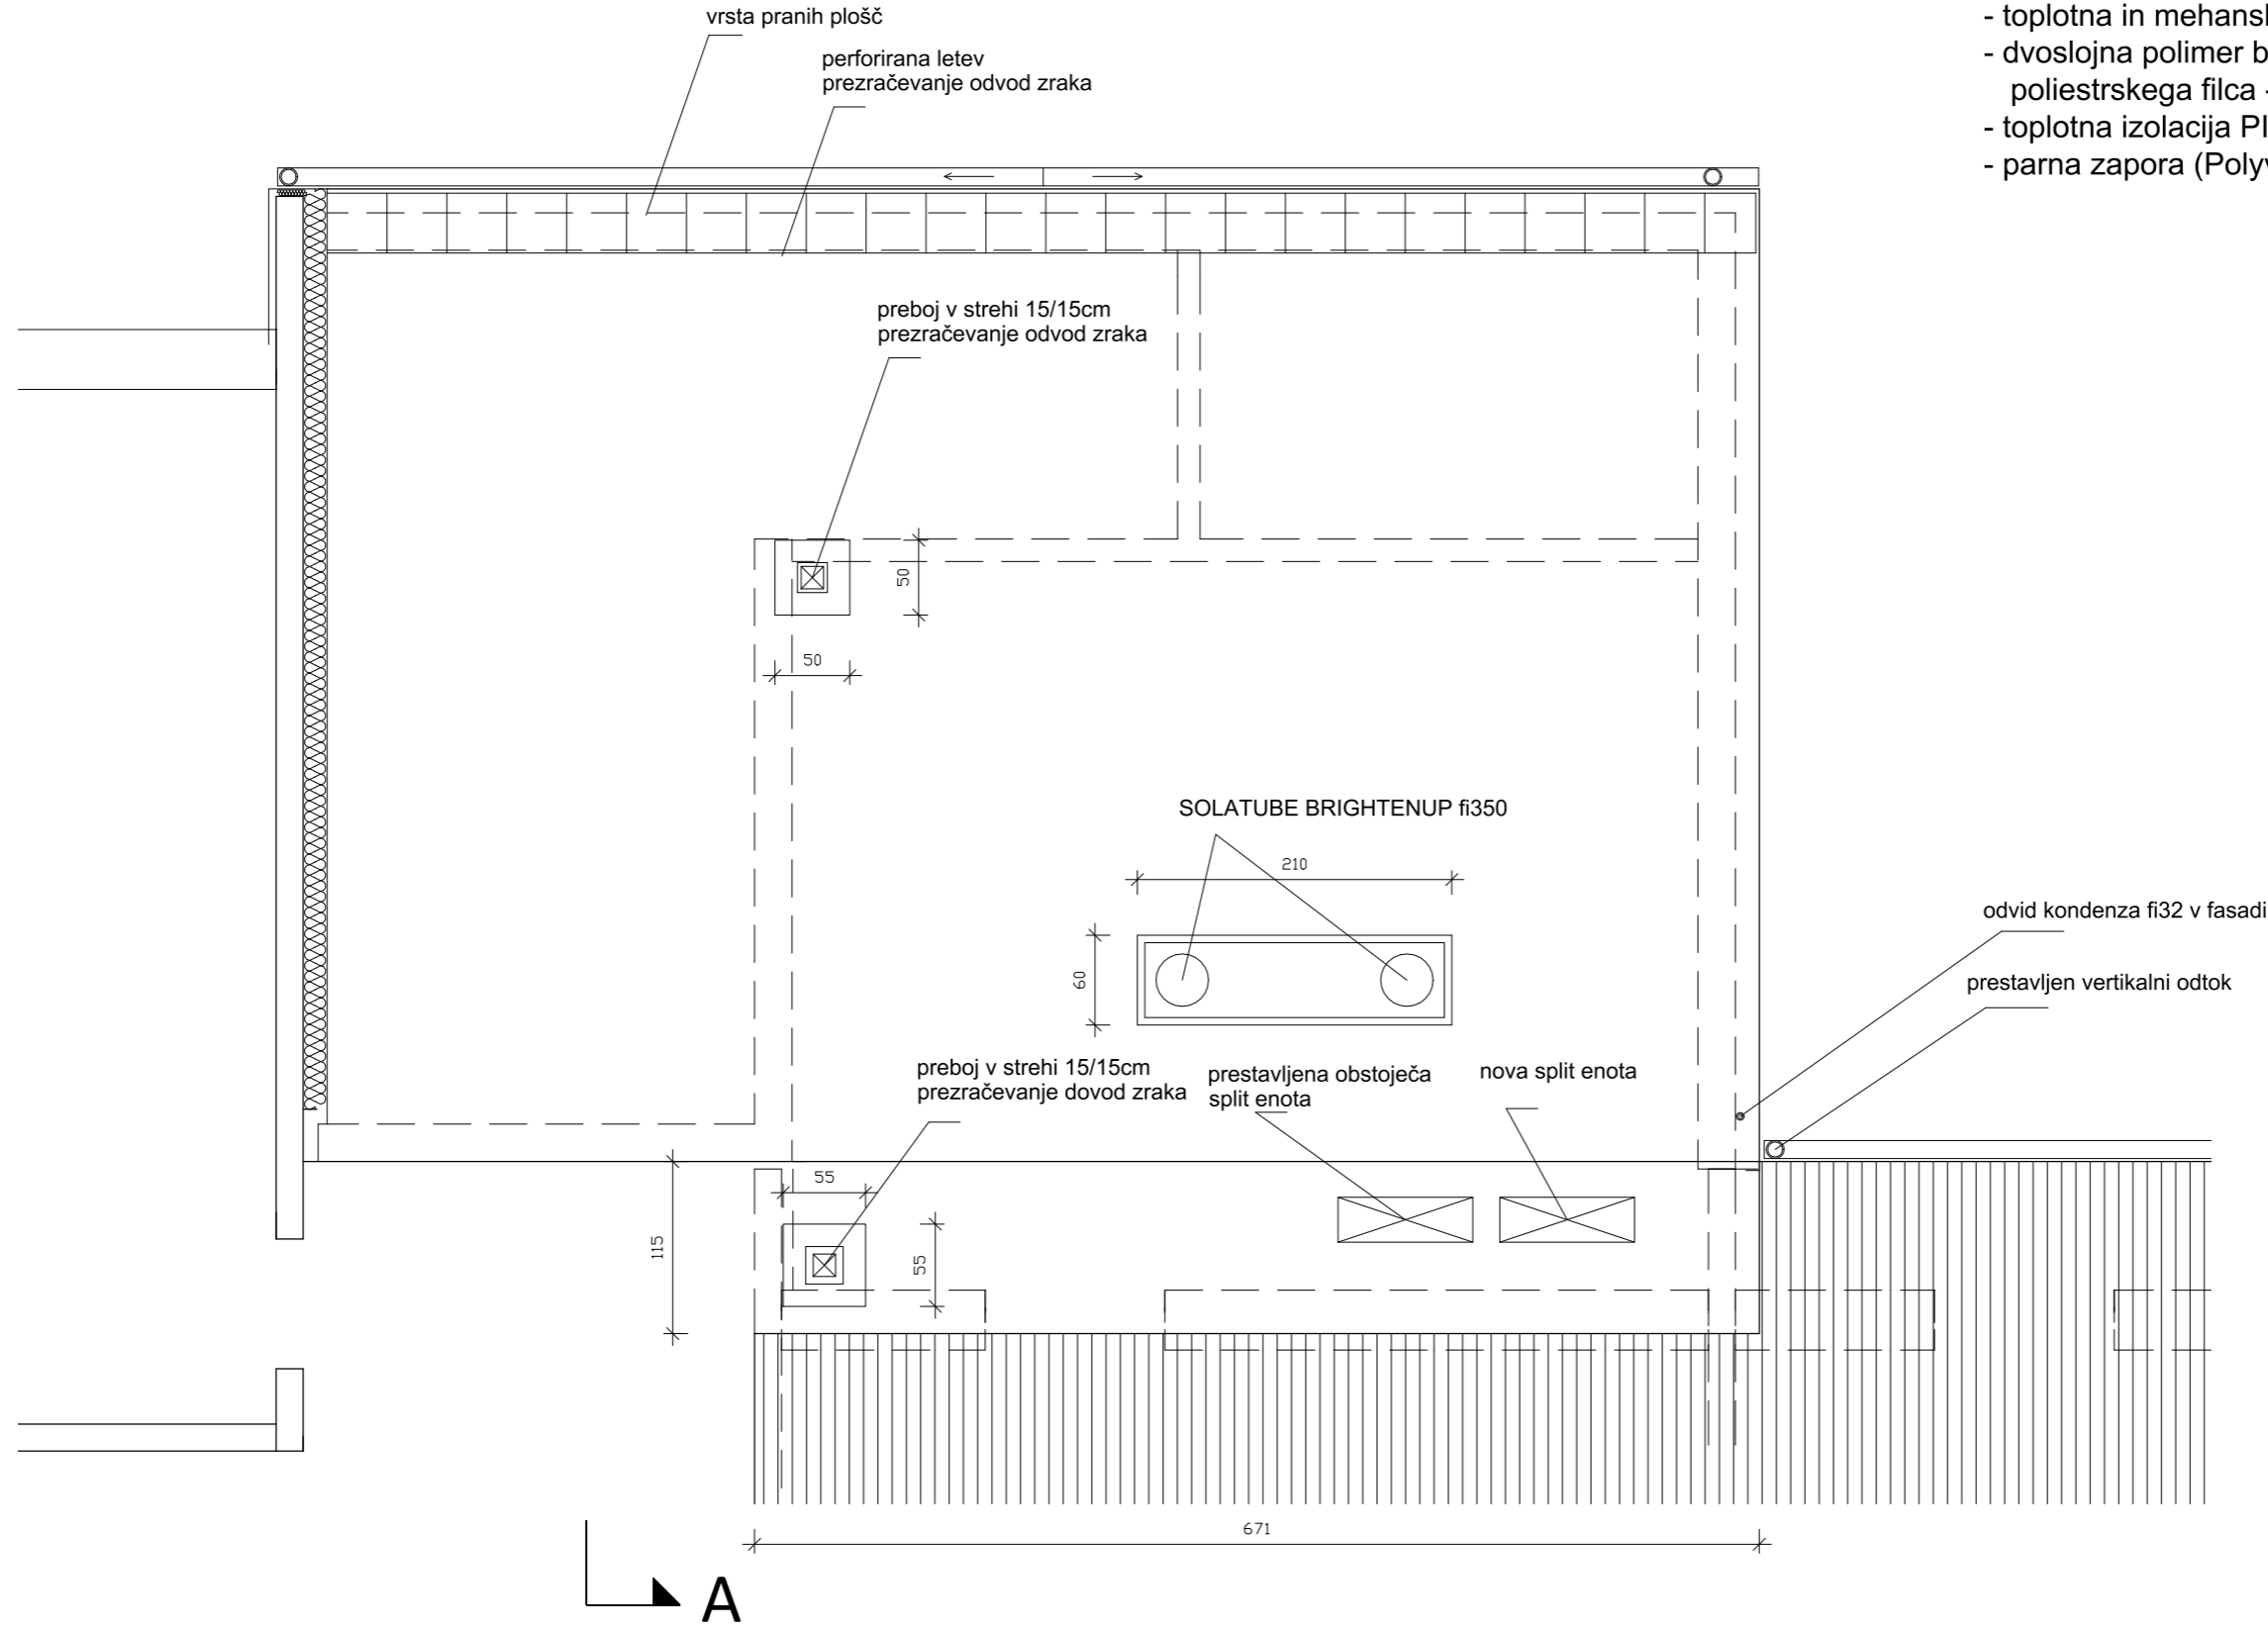 vrsta pranih plošč
perforirana letev
prezračevanje odvod zraka
- toplotna in
- dvoslojna polimer
poliestrskega filca -
- toplotna izolacija
- parna zapora
preboj v strehi 15/15cm
prezračevanje odvod zraka
50
50
SOLATUBE BRIGHTENUP fi350
210
60
odvid kondenza fi32 v fasadi
prestavljen vertikalni odtok
preboj v strehi 15/15cm
prezračevanje dovod zraka
prestavljena obstoječa
split enota
nova split enota
55
55
115
671
A